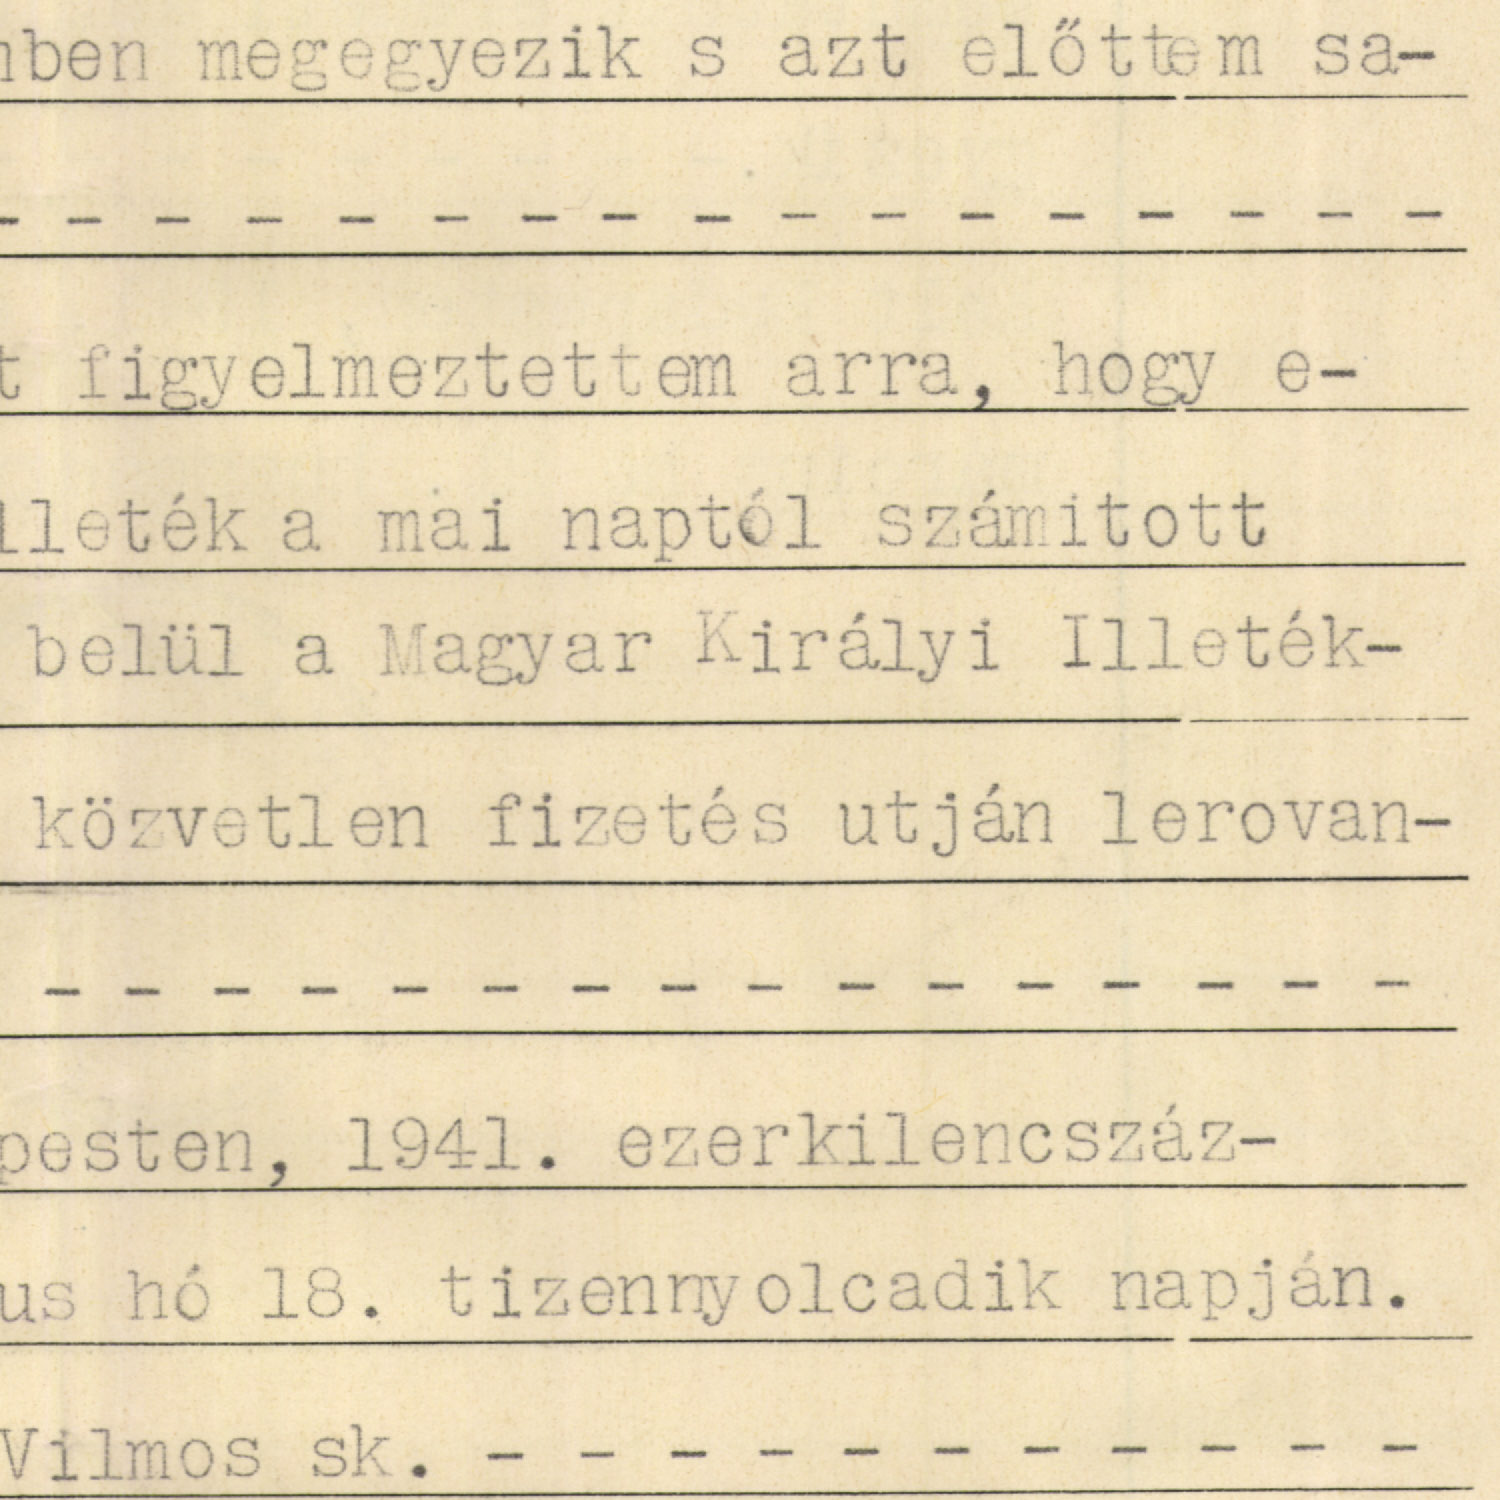 nben megegyezik s azt előttem sa-
- - - - - - - - - - - - - - - - -
t figyelmeztettem arra, hogy e-
lleték a mai naptól számitott
belül a Magyar Királyi Illeték-
közvetlen fizetés utján lerovan-
- - - - - - - - - - - - - - - -
pesten, 1941. ezerkilencszáz-
us hó 18. tizennyolcadik napján.
Vilmos sk. - - - - - - - - - - -